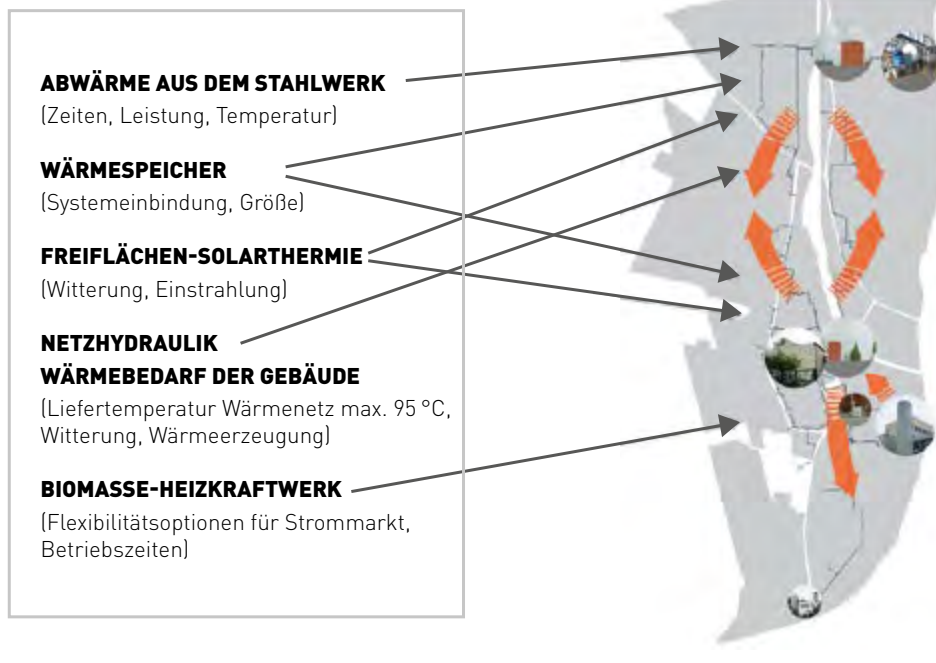 ABWÄRME AUS DEM STAHLWERK
(Zeiten, Leistung, Temperatur)
WÄRMESPEICHER
(Systemeinbindung, Größe)
FREIFLÄCHEN-SOLARTHERMIE
(Witterung, Einstrahlung)
NETZHYDRAULIK
WÄRMEBEDARF DER GEBÄUDE
(Liefertemperatur Wärmenetz max. 95 °C,
Witterung, Wärmeerzeugung)
BIOMASSE-HEIZKRAFTWERK
(Flexibilitätsoptionen für Strommarkt,
Betriebszeiten)